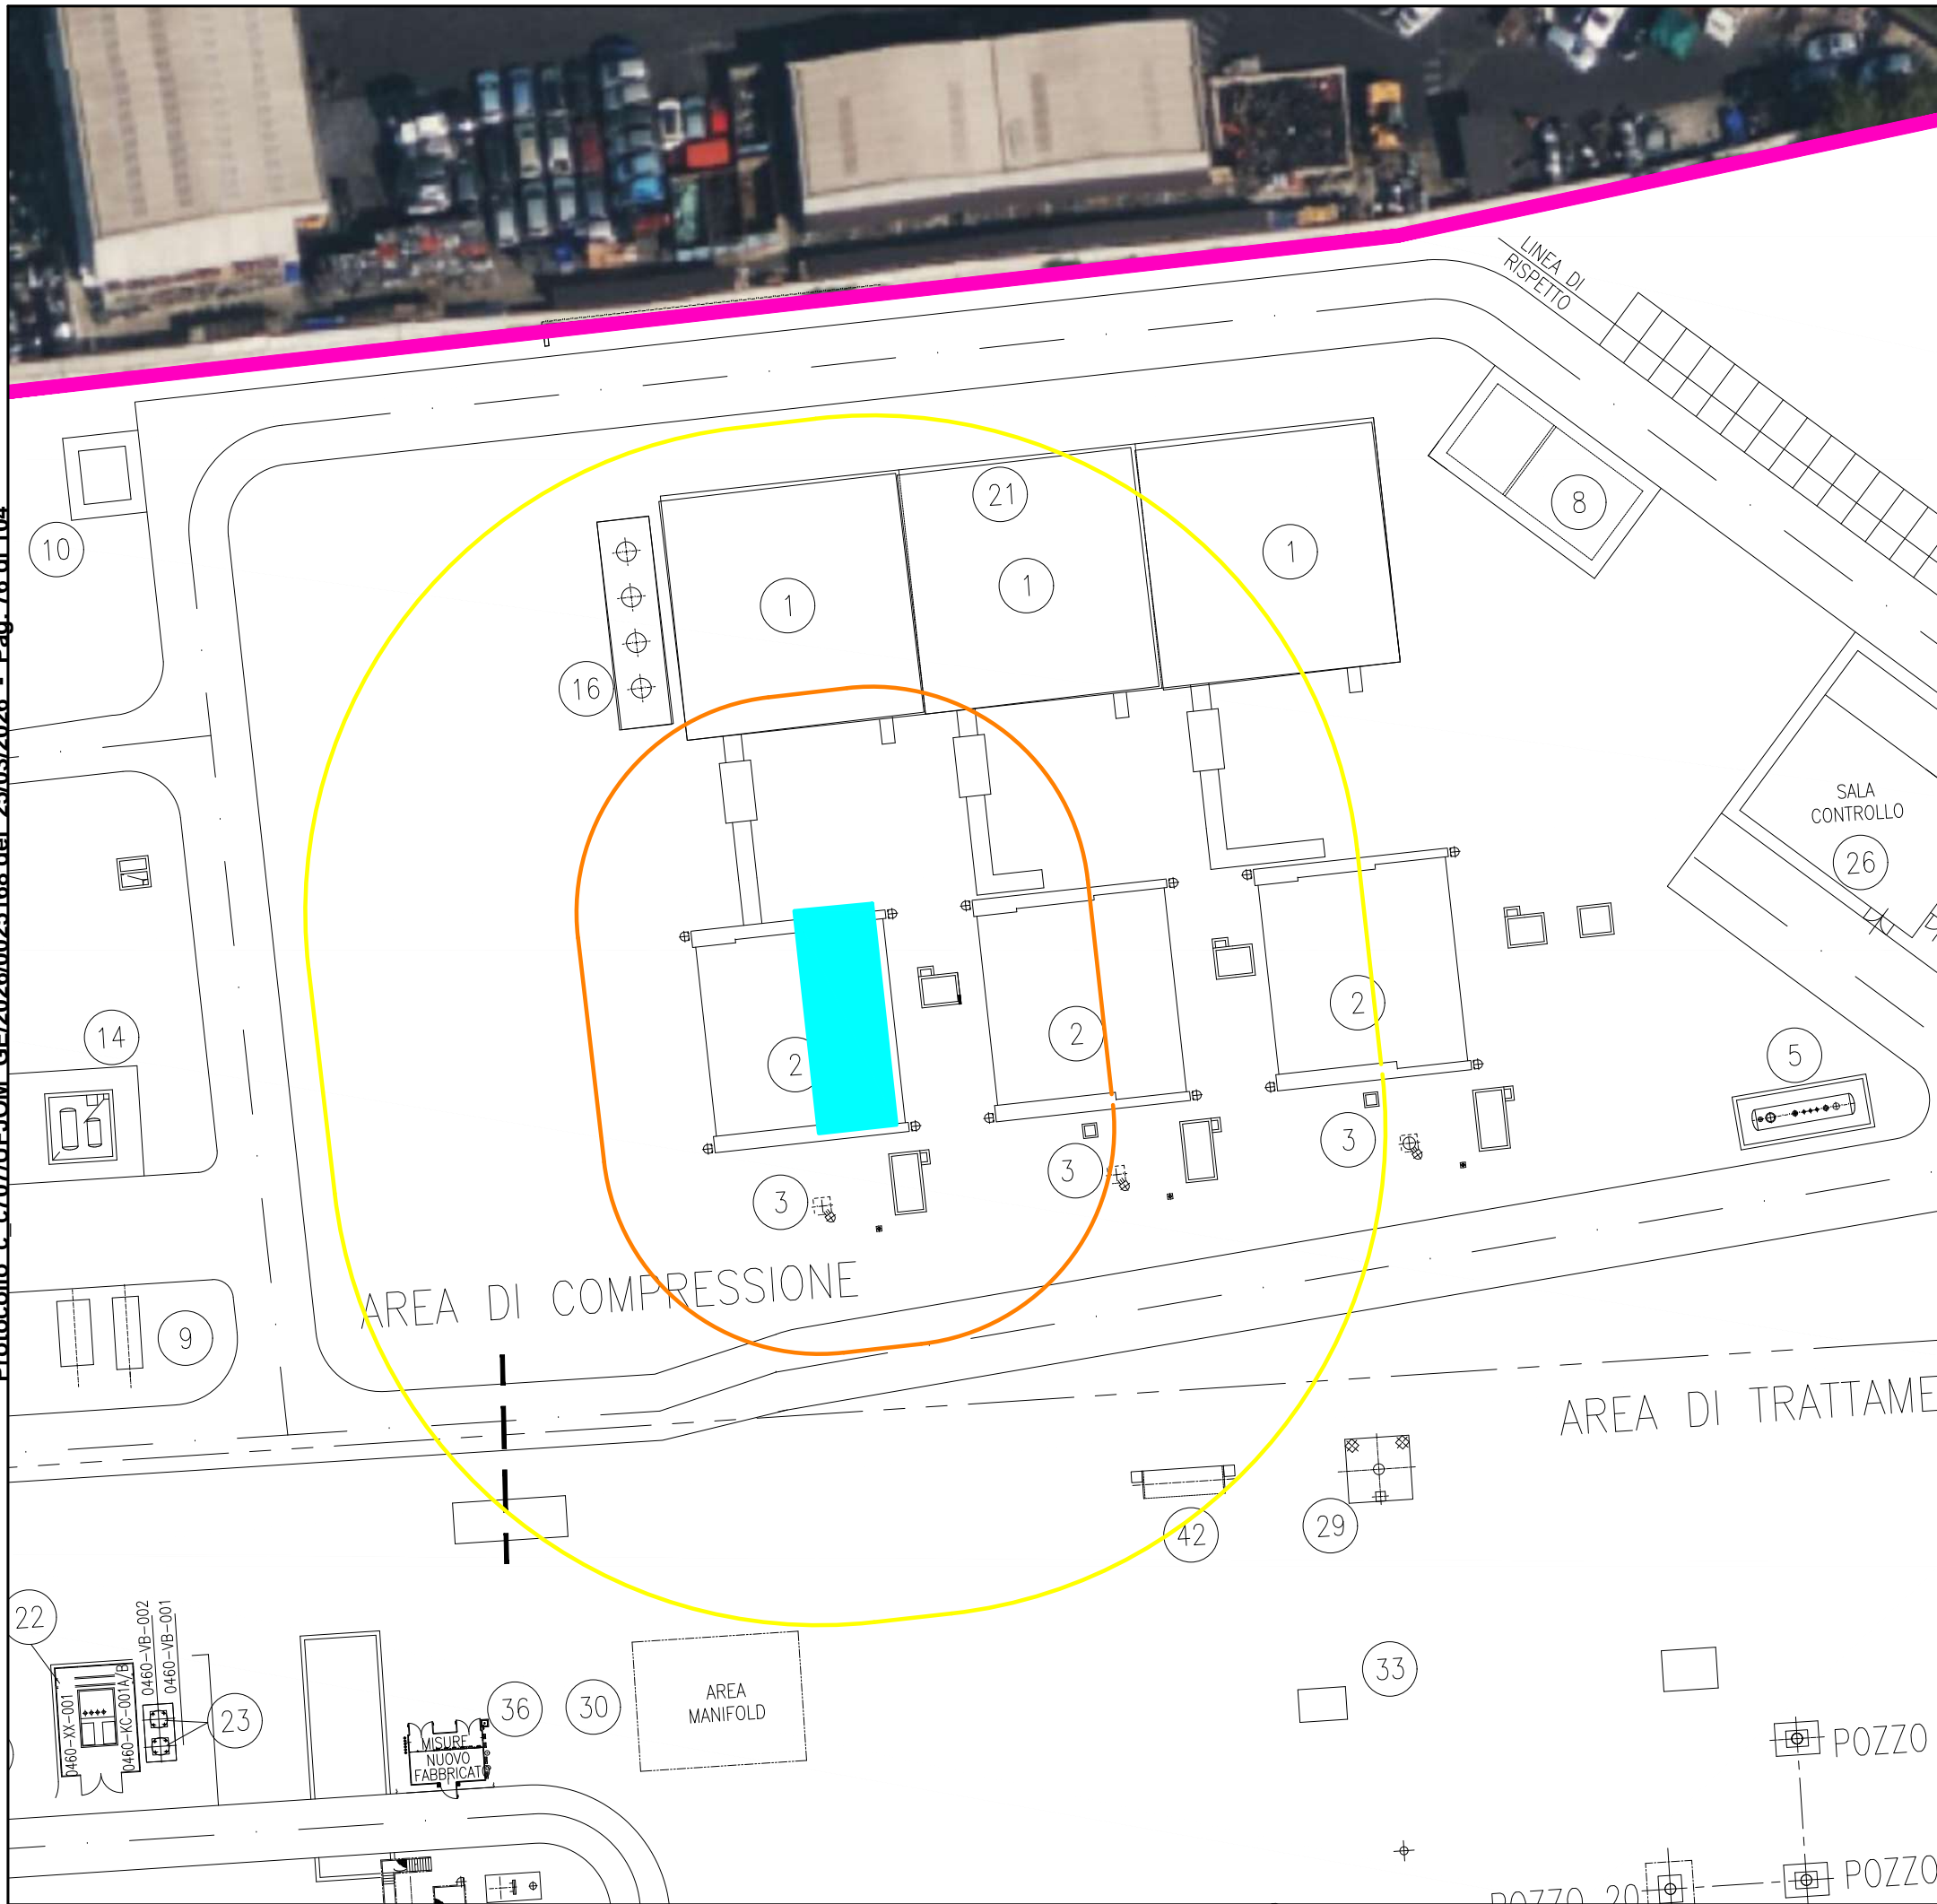 LINEA DI
RISPETTO
10
21
8
1
1
1
16
SALA
CONTROLLO
26
14
2
2
2
5
3
3
3
AREA DI COMPRESSIONE
9
AREA DI TRATTAME
42
29
22
0460-XX-001
0460-KC-001A/B
0460-VB-002
0460-VB-001
23
36
30
AREA
MANIFOLD
33
MISURE
NUOVO
FABBRICATO
POZZO
POZZO
POZZO 20